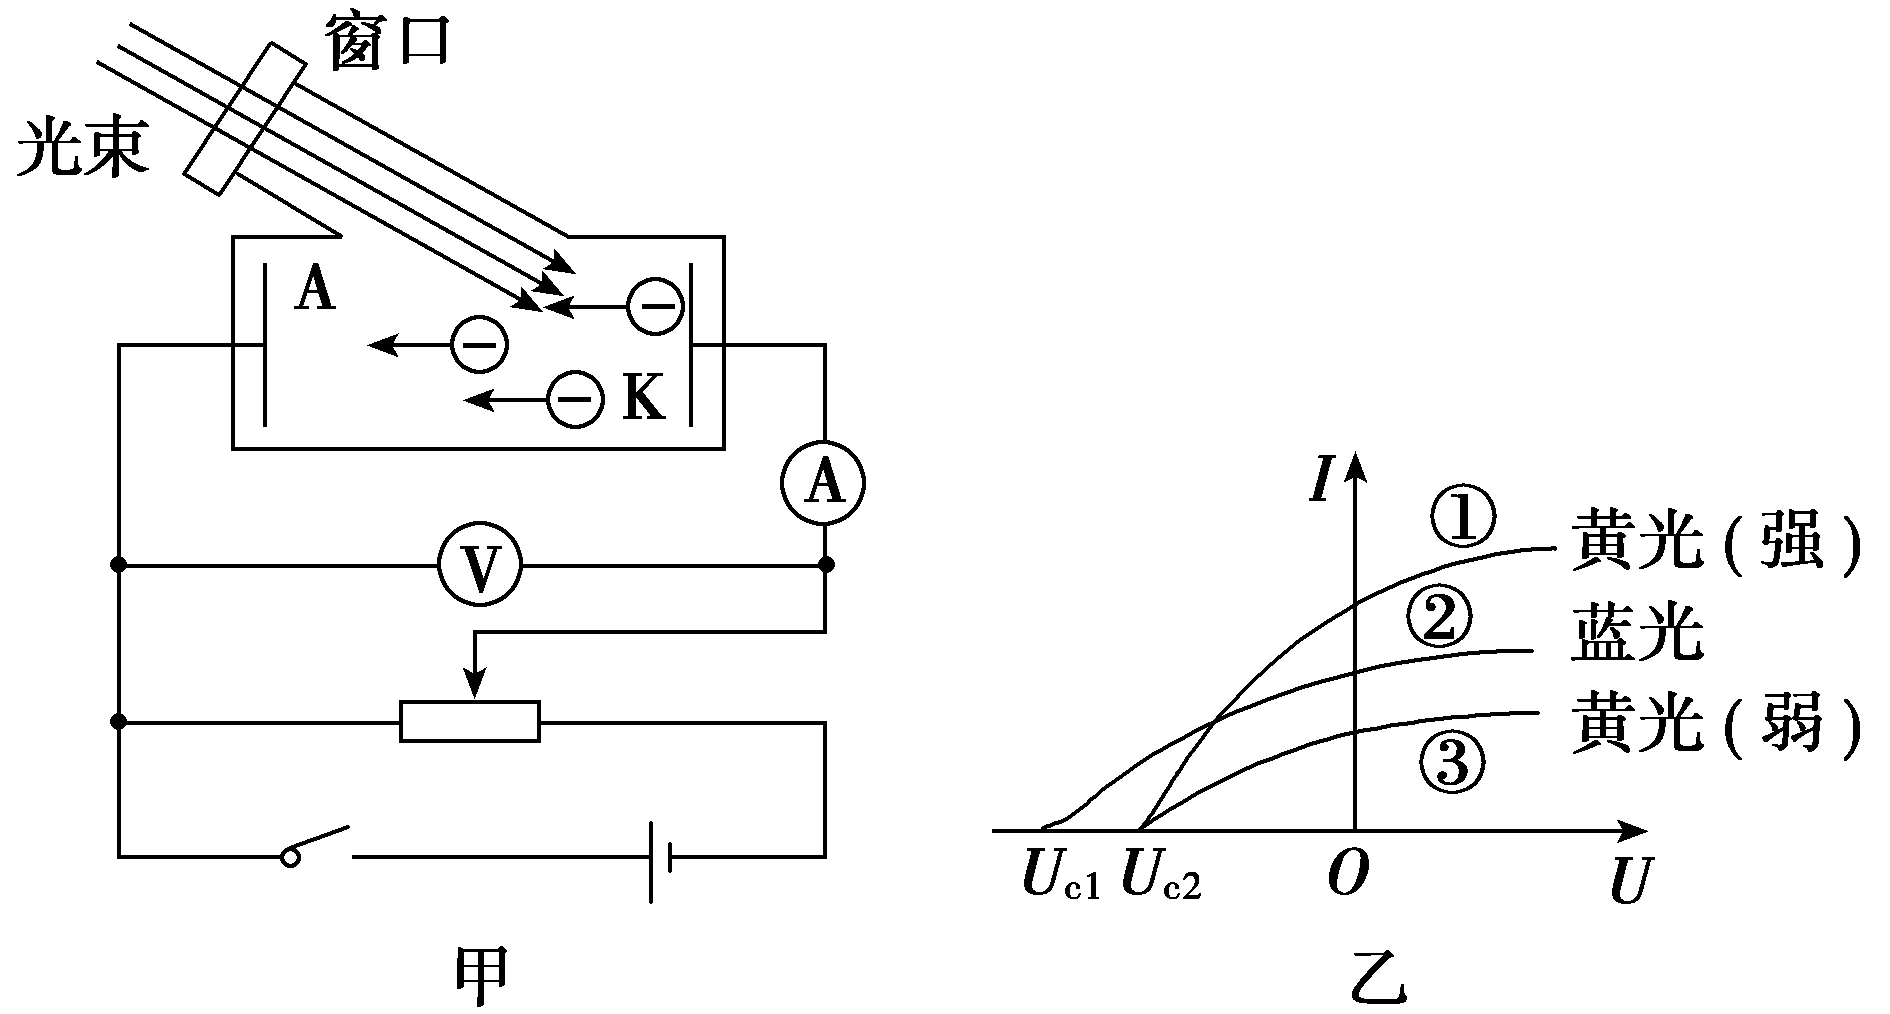 窗口
光束
A
K
A
V
甲
I
① 黄光(强)
② 蓝光
③ 黄光(弱)
Uc1 Uc2 O U
乙